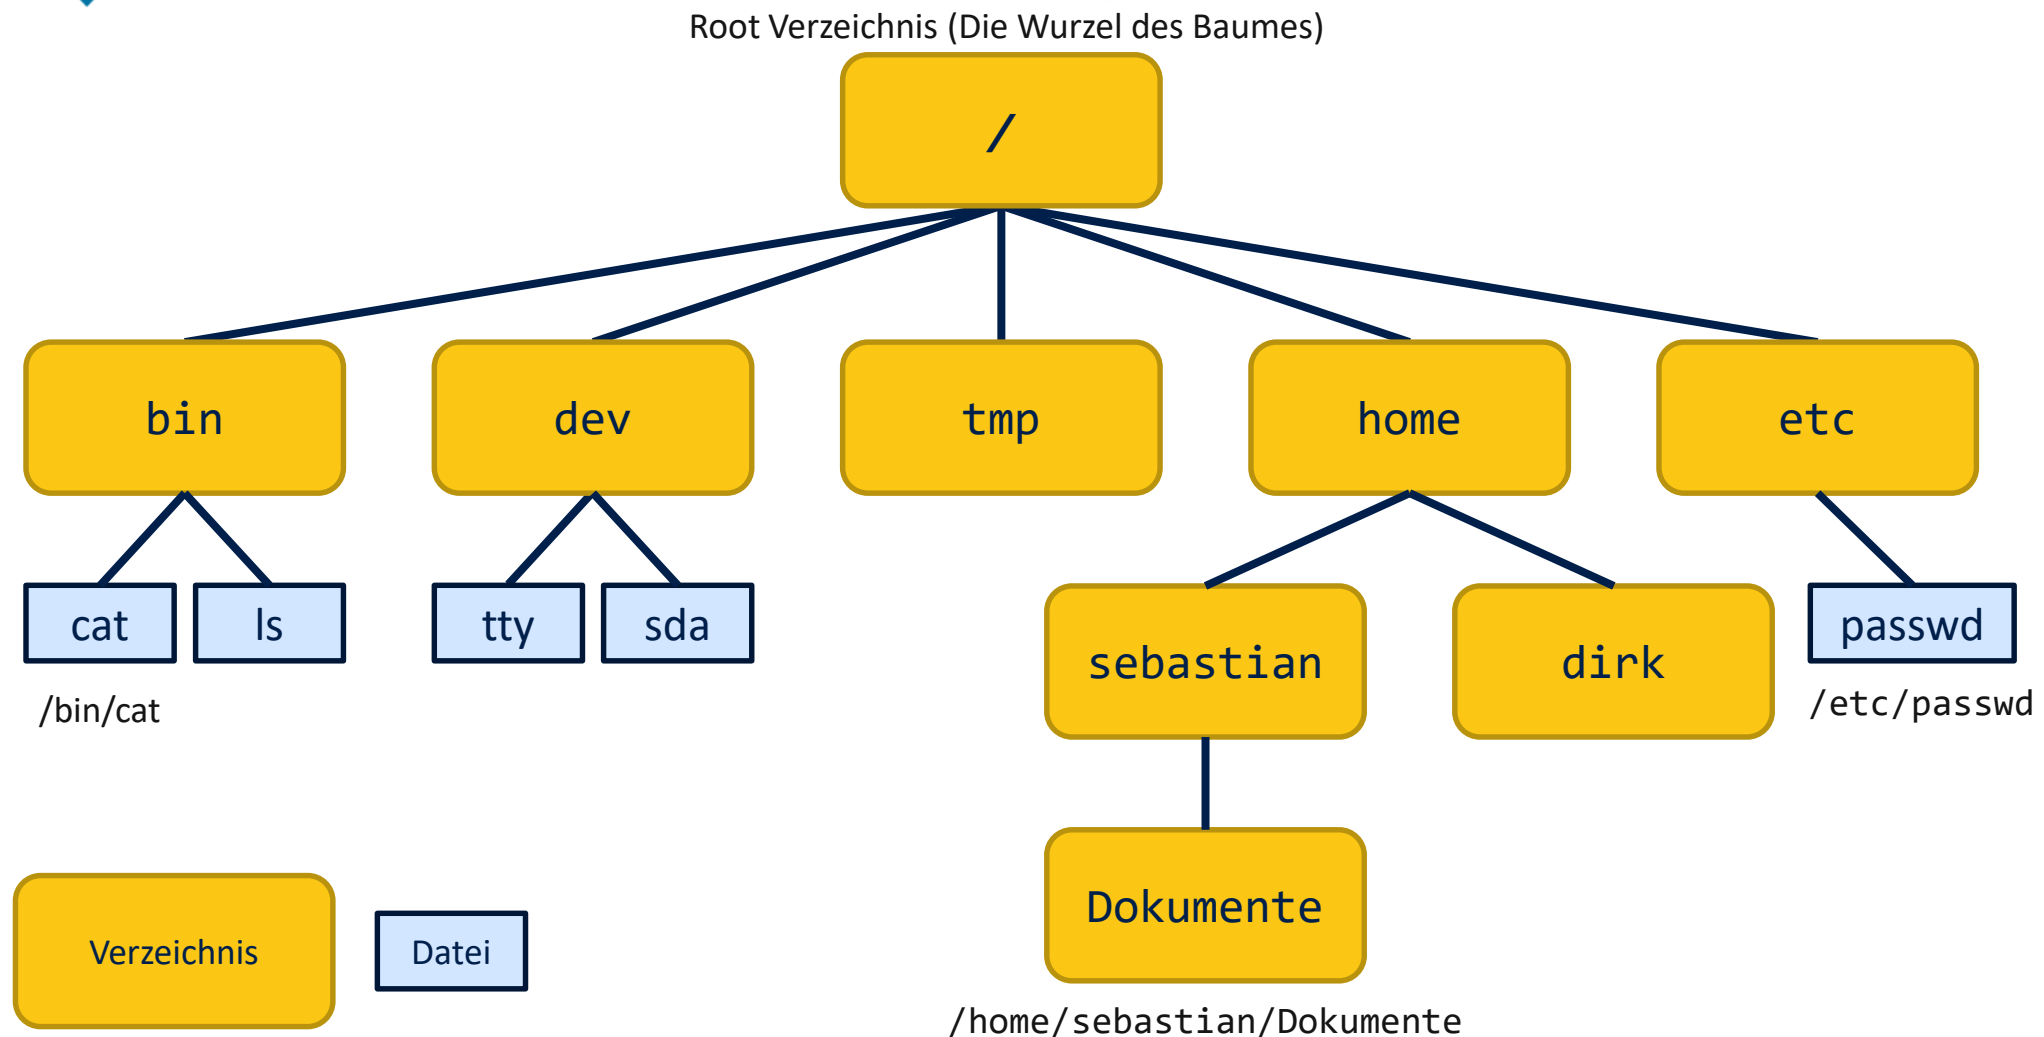 Root Verzeichnis (Die Wurzel des Baumes)
/
bin
dev
tmp
home
etc
cat
ls
tty
sda
sebastian
dirk
passwd
/bin/cat
/etc/passwd
Dokumente
Verzeichnis
Datei
/home/sebastian/Dokumente